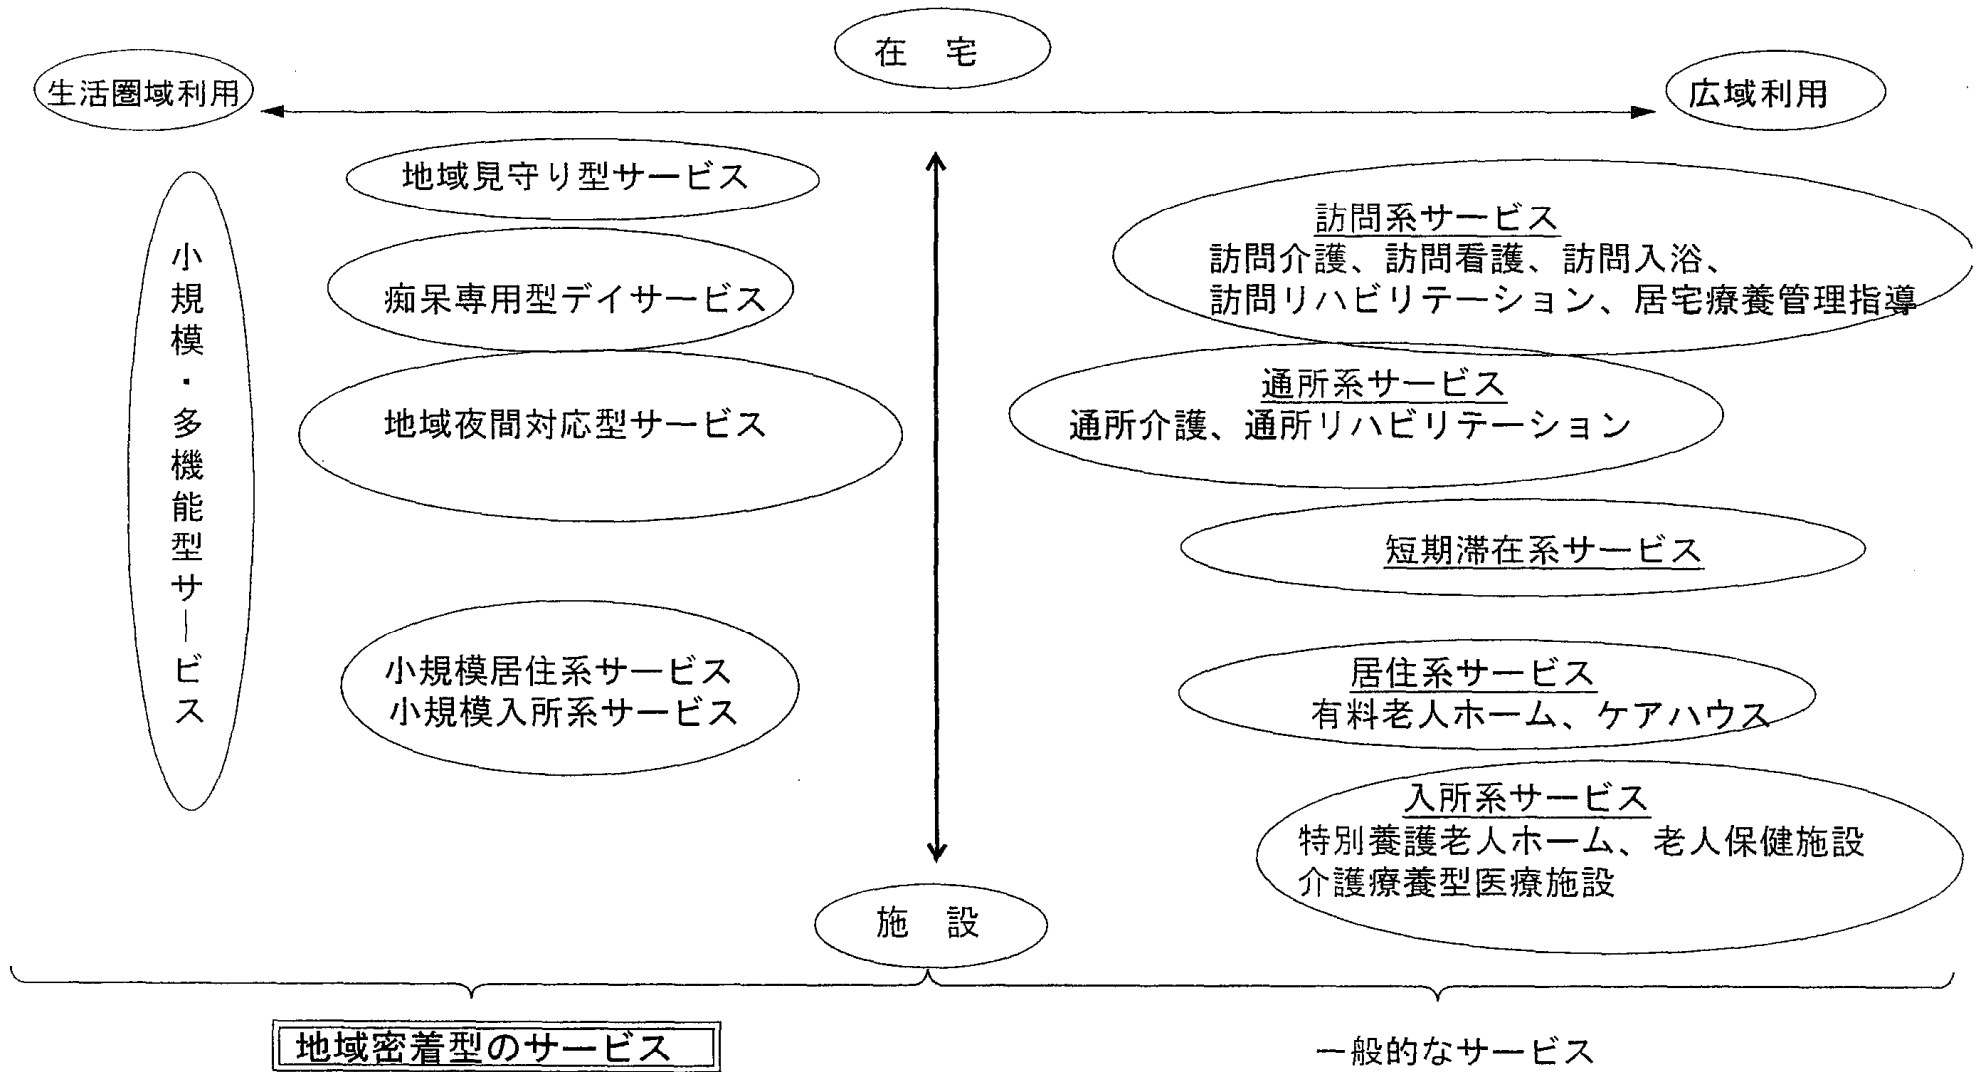 在　宅
生活圏域利用
広域利用
小規模・多機能型サービス
地域見守り型サービス
痴呆専用型デイサービス
地域夜間対応型サービス
小規模居住系サービス
小規模入所系サービス
訪問系サービス
訪問介護、訪問看護、訪問入浴、
訪問リハビリテーション、居宅療養管理指導
通所系サービス
通所介護、通所リハビリテーション
短期滞在系サービス
居住系サービス
有料老人ホーム、ケアハウス
入所系サービス
特別養護老人ホーム、老人保健施設
介護療養型医療施設
施　設
地域密着型のサービス
一般的なサービス